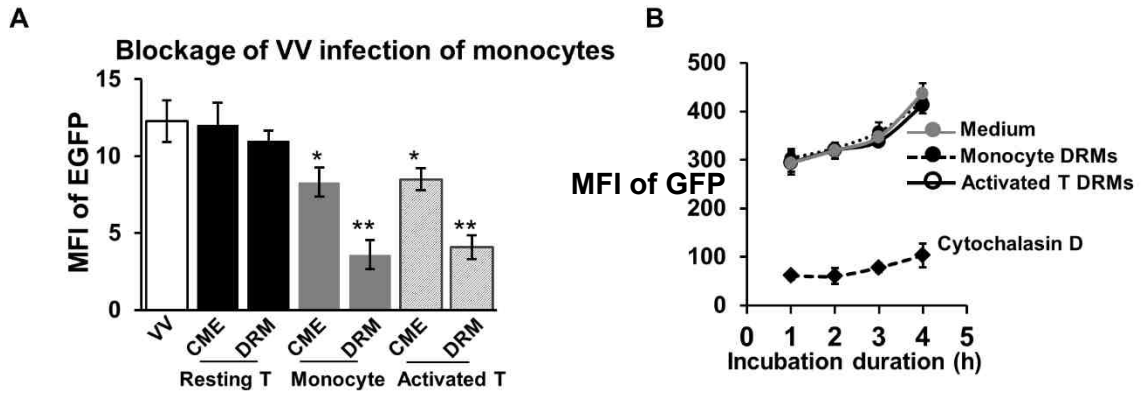 A
Blockage of VV infection of monocytes
MFI of EGFP
15
10
5
0
*
**
*
**
VV
CME
DRM
CME
DRM
CME
DRM
Resting T
Monocyte
Activated T
B
MFI of GFP
500
400
300
200
100
0
Medium
Monocyte DRMs
Activated T DRMs
Cytochalasin D
0 1 2 3 4 5
Incubation duration (h)